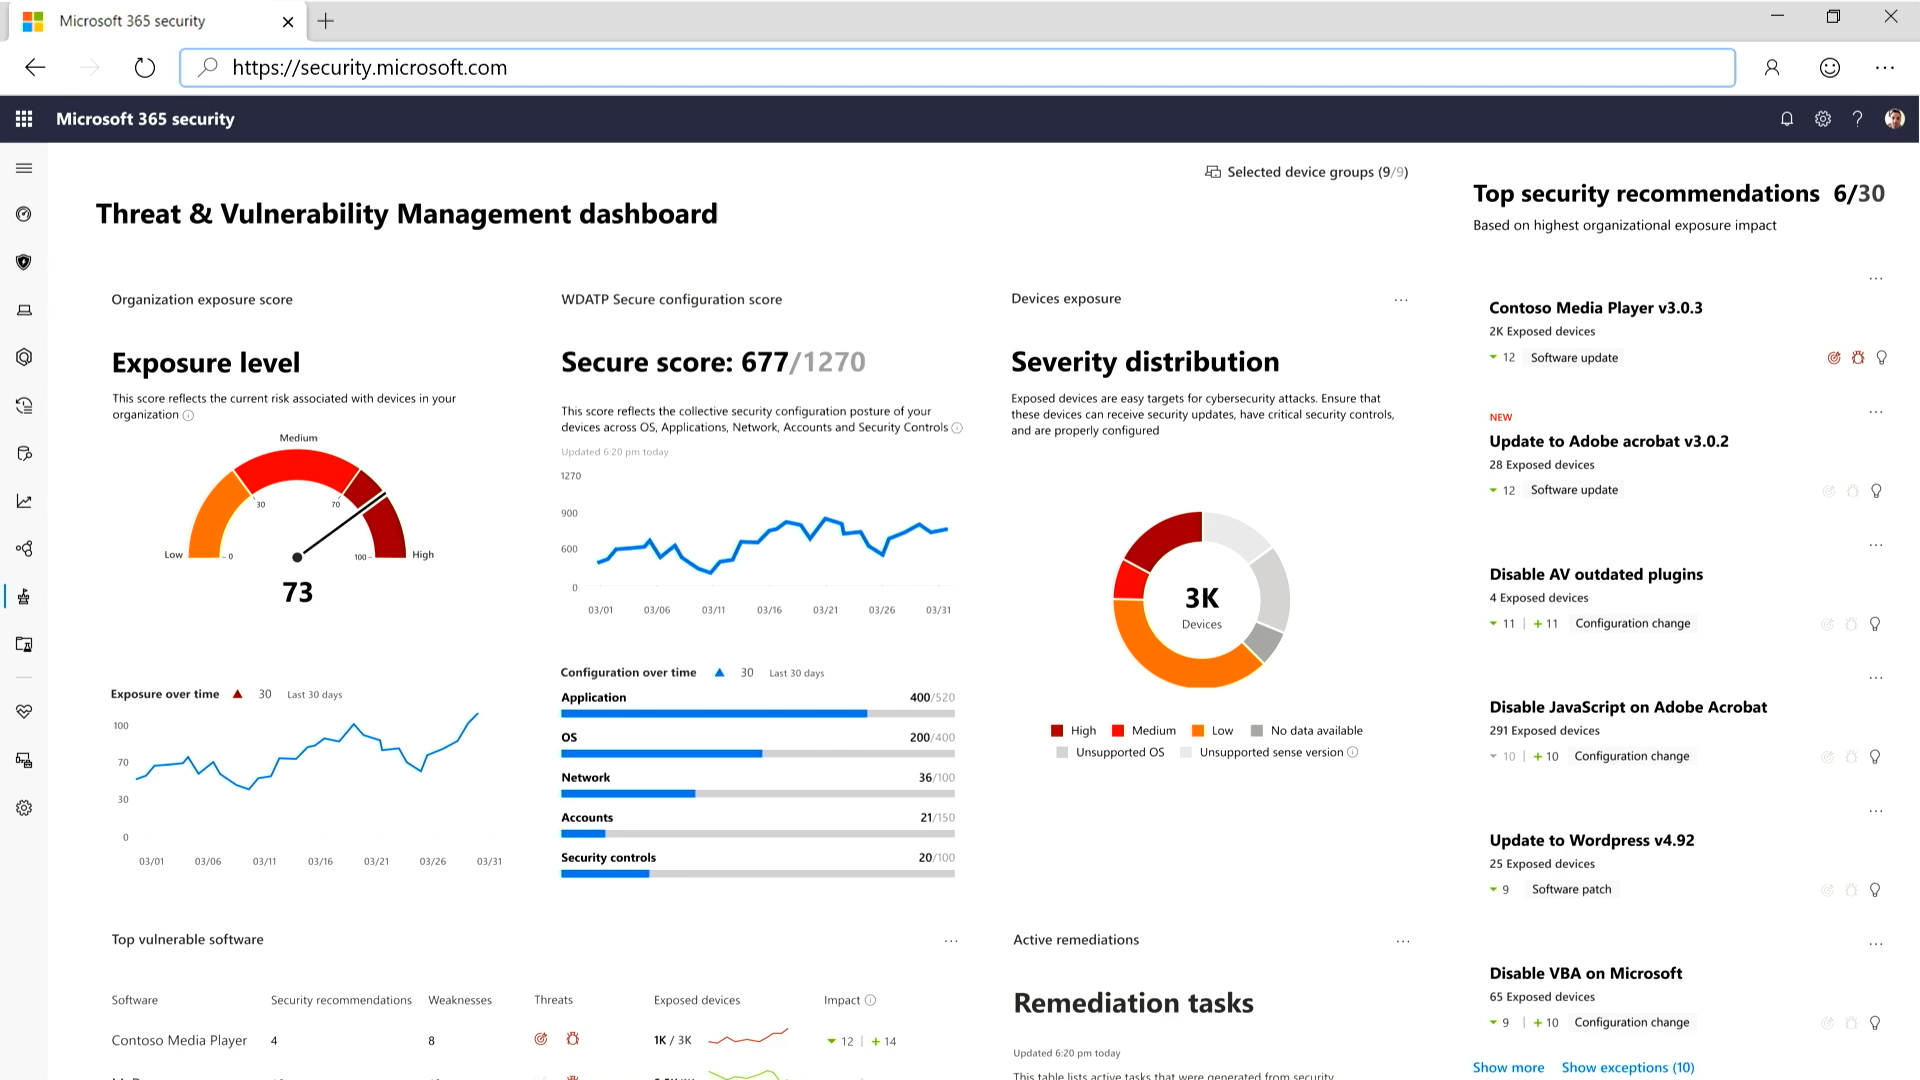 Microsoft 365 security
https://security.microsoft.com
Microsoft 365 security
Selected device groups (9/9)
Threat & Vulnerability Management dashboard
Organization exposure score
Exposure level
This score reflects the current risk associated with devices in your
organization
Medium
30
70
Low
0
100
High
73
Exposure over time 30 Last 30 days
100
70
30
0
03/01 03/06 03/11 03/16 03/21 03/26 03/31
WDATP Secure configuration score
Secure score: 677/1270
This score reflects the collective security configuration posture of your
devices across OS, Applications, Network, Accounts and Security Controls
Updated 6:20 pm today
1270
900
600
0
03/01 03/06 03/11 03/16 03/21 03/26 03/31
Configuration over time 30 Last 30 days
Application 400/520
OS 200/400
Network 36/100
Accounts 21/150
Security controls 20/100
Devices exposure
Severity distribution
Exposed devices are easy targets for cybersecurity attacks. Ensure that
these devices can receive security updates, have critical security controls,
and are properly configured
3K
Devices
High Medium Low No data available
Unsupported OS Unsupported sense version
Top vulnerable software
Software Security recommendations Weaknesses Threats Exposed devices Impact
Contoso Media Player 4 8 1K / 3K 12 | + 14
Active remediations
Remediation tasks
Updated 6:20 pm today
This table lists active tasks that were generated from security
Top security recommendations 6/30
Based on highest organizational exposure impact
Contoso Media Player v3.0.3
2K Exposed devices
12 Software update
NEW
Update to Adobe acrobat v3.0.2
28 Exposed devices
12 Software update
Disable AV outdated plugins
4 Exposed devices
11 | + 11 Configuration change
Disable JavaScript on Adobe Acrobat
291 Exposed devices
10 | + 10 Configuration change
Update to Wordpress v4.92
25 Exposed devices
9 Software patch
Disable VBA on Microsoft
65 Exposed devices
9 | + 10 Configuration change
Show more Show exceptions (10)